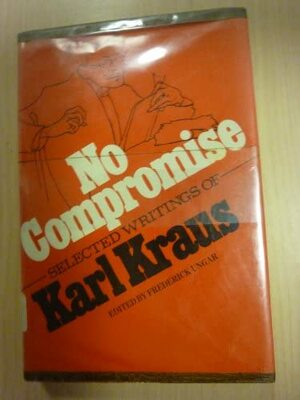 No
Compromise
SELECTED WRITINGS OF
Karl Kraus
EDITED BY FREDERICK UNGAR